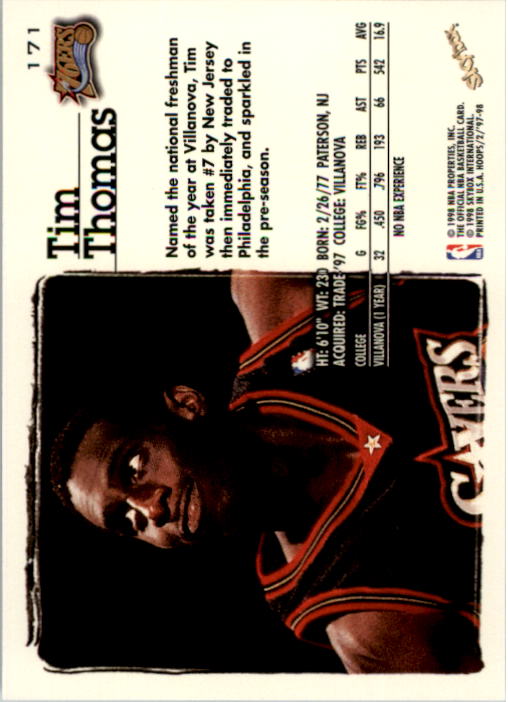 171
76ERS
Tim
Thomas
Named the national freshman
of the year at Villanova, Tim
was taken #7 by New Jersey
then immediately traded to
Philadelphia, and sparkled in
the pre-season.
HT: 6'10" WT: 230 BORN: 2/26/77 PATERSON, NJ
ACQUIRED: TRADE-'97 COLLEGE: VILLANOVA
COLLEGE G FG% FT% REB AST PTS AVG
VILLANOVA (1 YEAR) 32 .450 .796 193 66 542 16.9
NO NBA EXPERIENCE
© 1998 NBA PROPERTIES, INC.
THE OFFICIAL NBA BASKETBALL CARD.
© 1998 SKYBOX INTERNATIONAL.
PRINTED IN U.S.A. HOOPS/2/'97-98
SkyBox
SIXERS